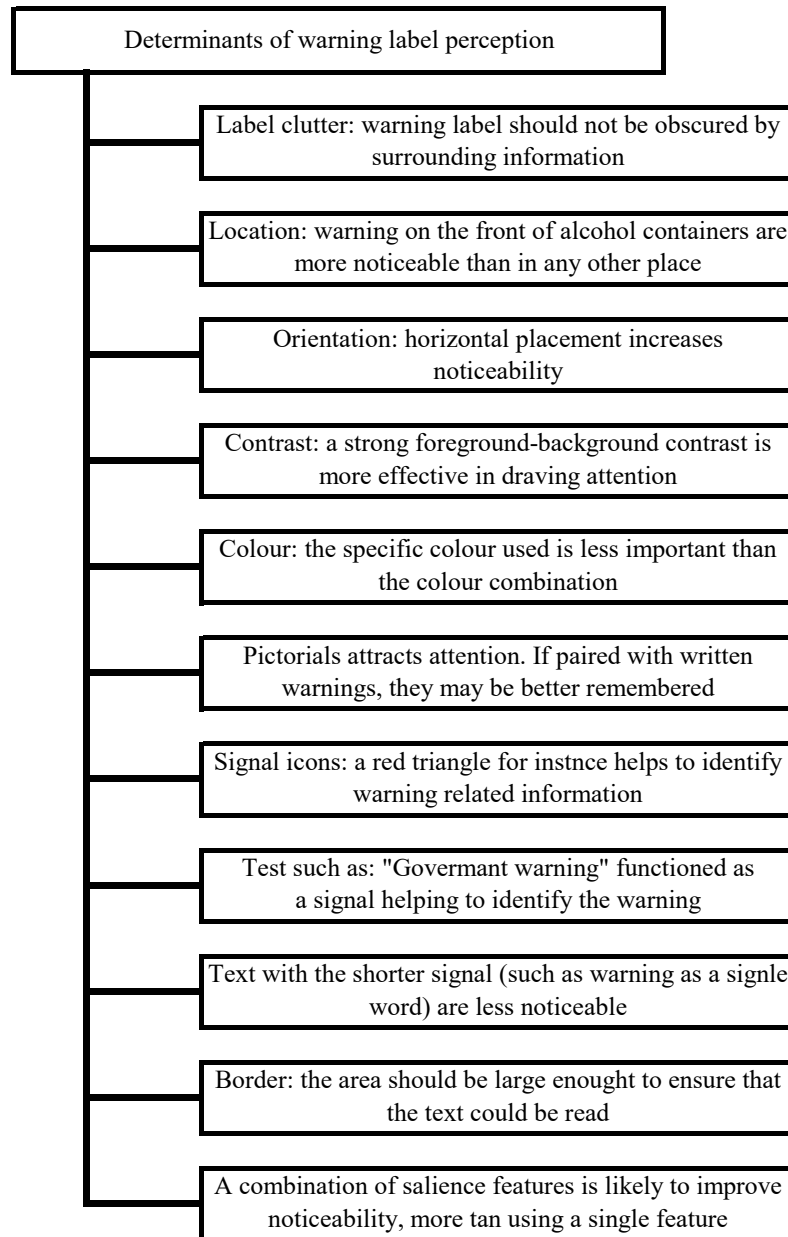 Determinants of warning label perception
Label clutter: warning label should not be obscured by
surrounding information
Location: warning on the front of alcohol containers are
more noticeable than in any other place
Orientation: horizontal placement increases
noticeability
Contrast: a strong foreground-background contrast is
more effective in draving attention
Colour: the specific colour used is less important than
the colour combination
Pictorials attracts attention. If paired with written
warnings, they may be better remembered
Signal icons: a red triangle for instnce helps to identify
warning related information
Test such as: "Govermant warning" functioned as
a signal helping to identify the warning
Text with the shorter signal (such as warning as a signle
word) are less noticeable
Border: the area should be large enought to ensure that
the text could be read
A combination of salience features is likely to improve
noticeability, more tan using a single feature